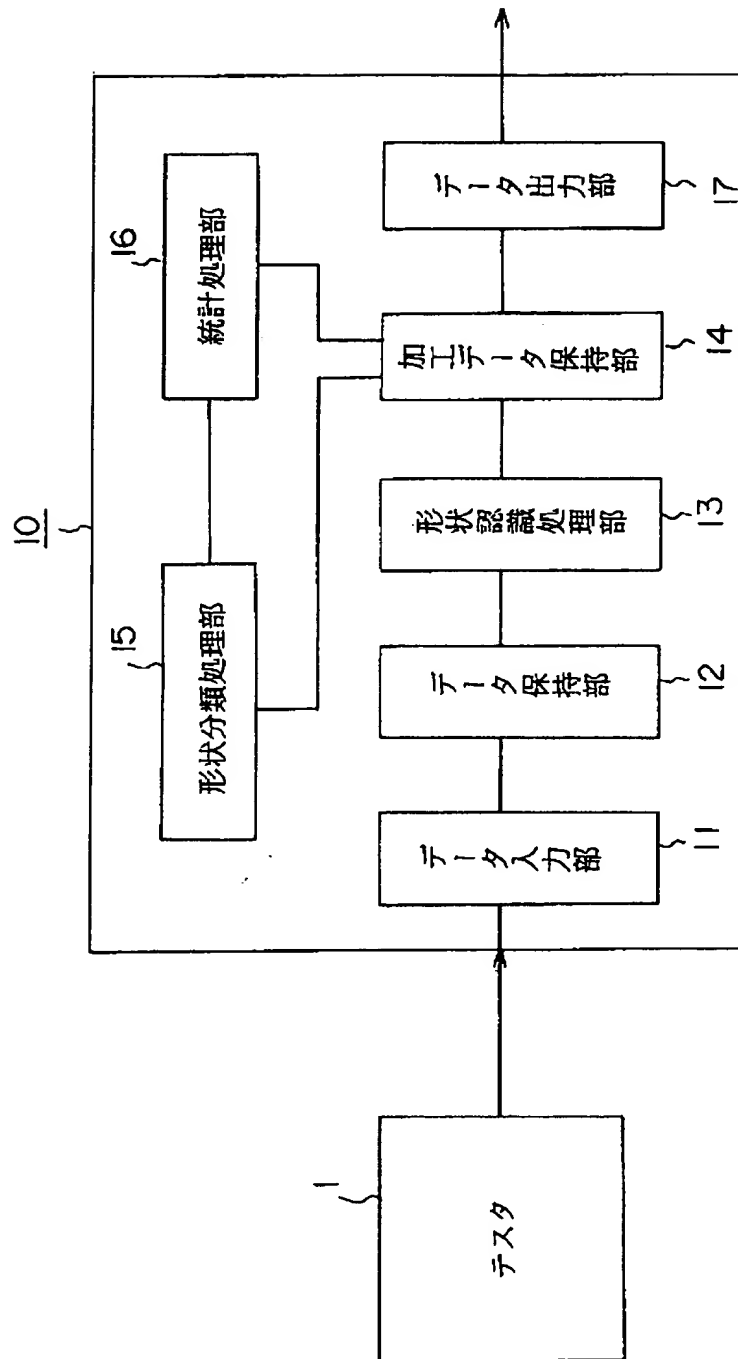 10
15
形状分類処理部
16
統計処理部
1
テスタ
データ入力部
11
データ保持部
12
形状認識処理部
13
加工データ保持部
14
データ出力部
17